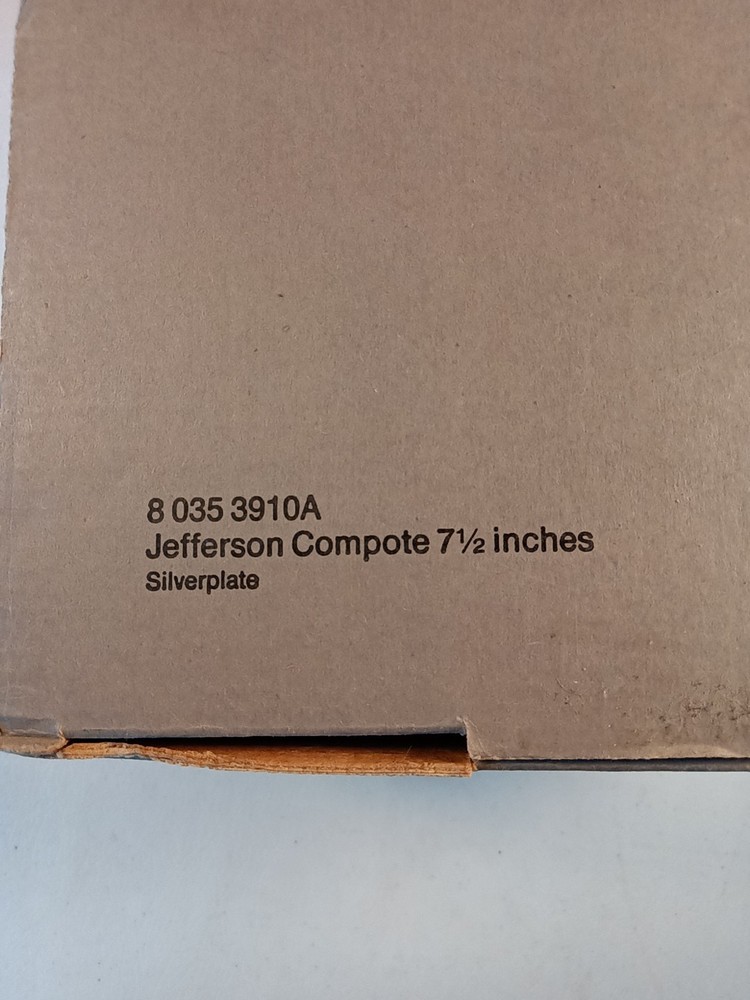 8 035 3910A
Jefferson Compote 7½ inches
Silverplate